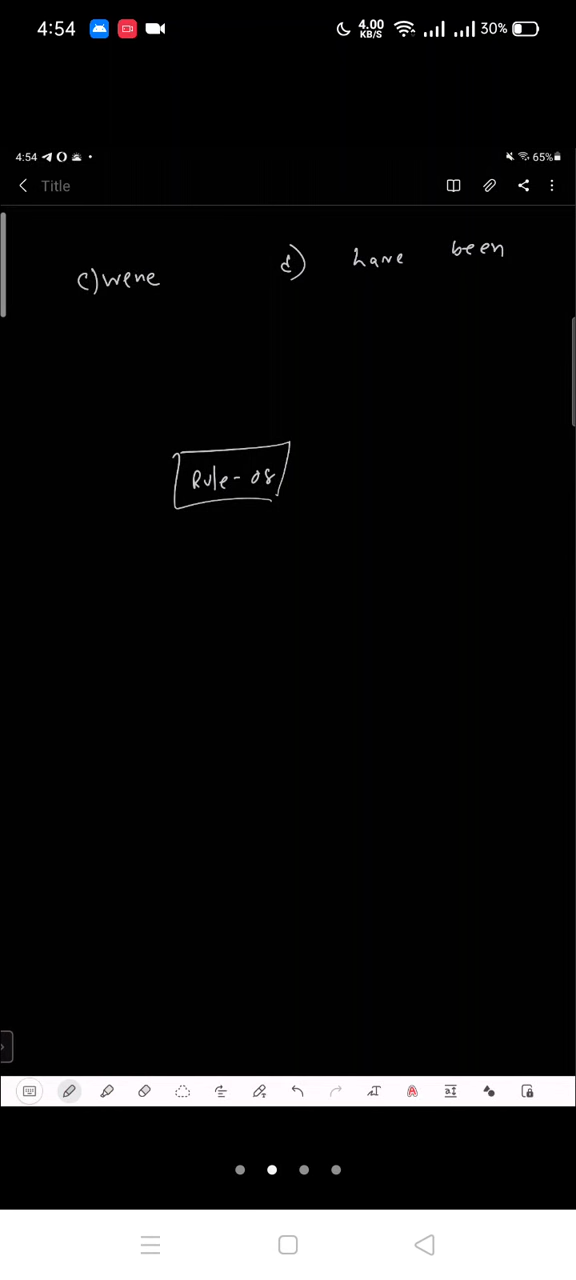 4:54 4.00 KB/S 30%
4:54 65%
Title
c) were d) have been
Rule-08